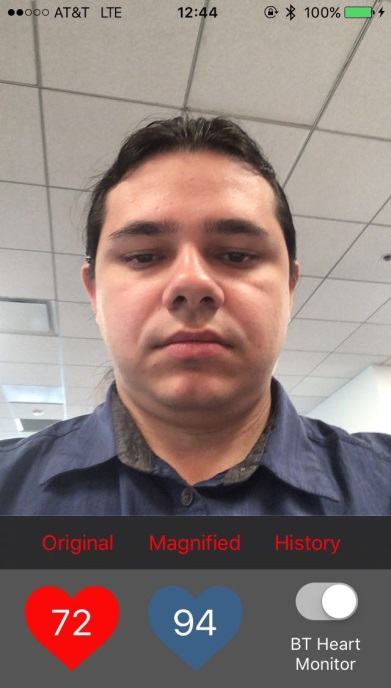 AT&T LTE 12:44 100%
Original Magnified History
72 94
BT Heart
Monitor